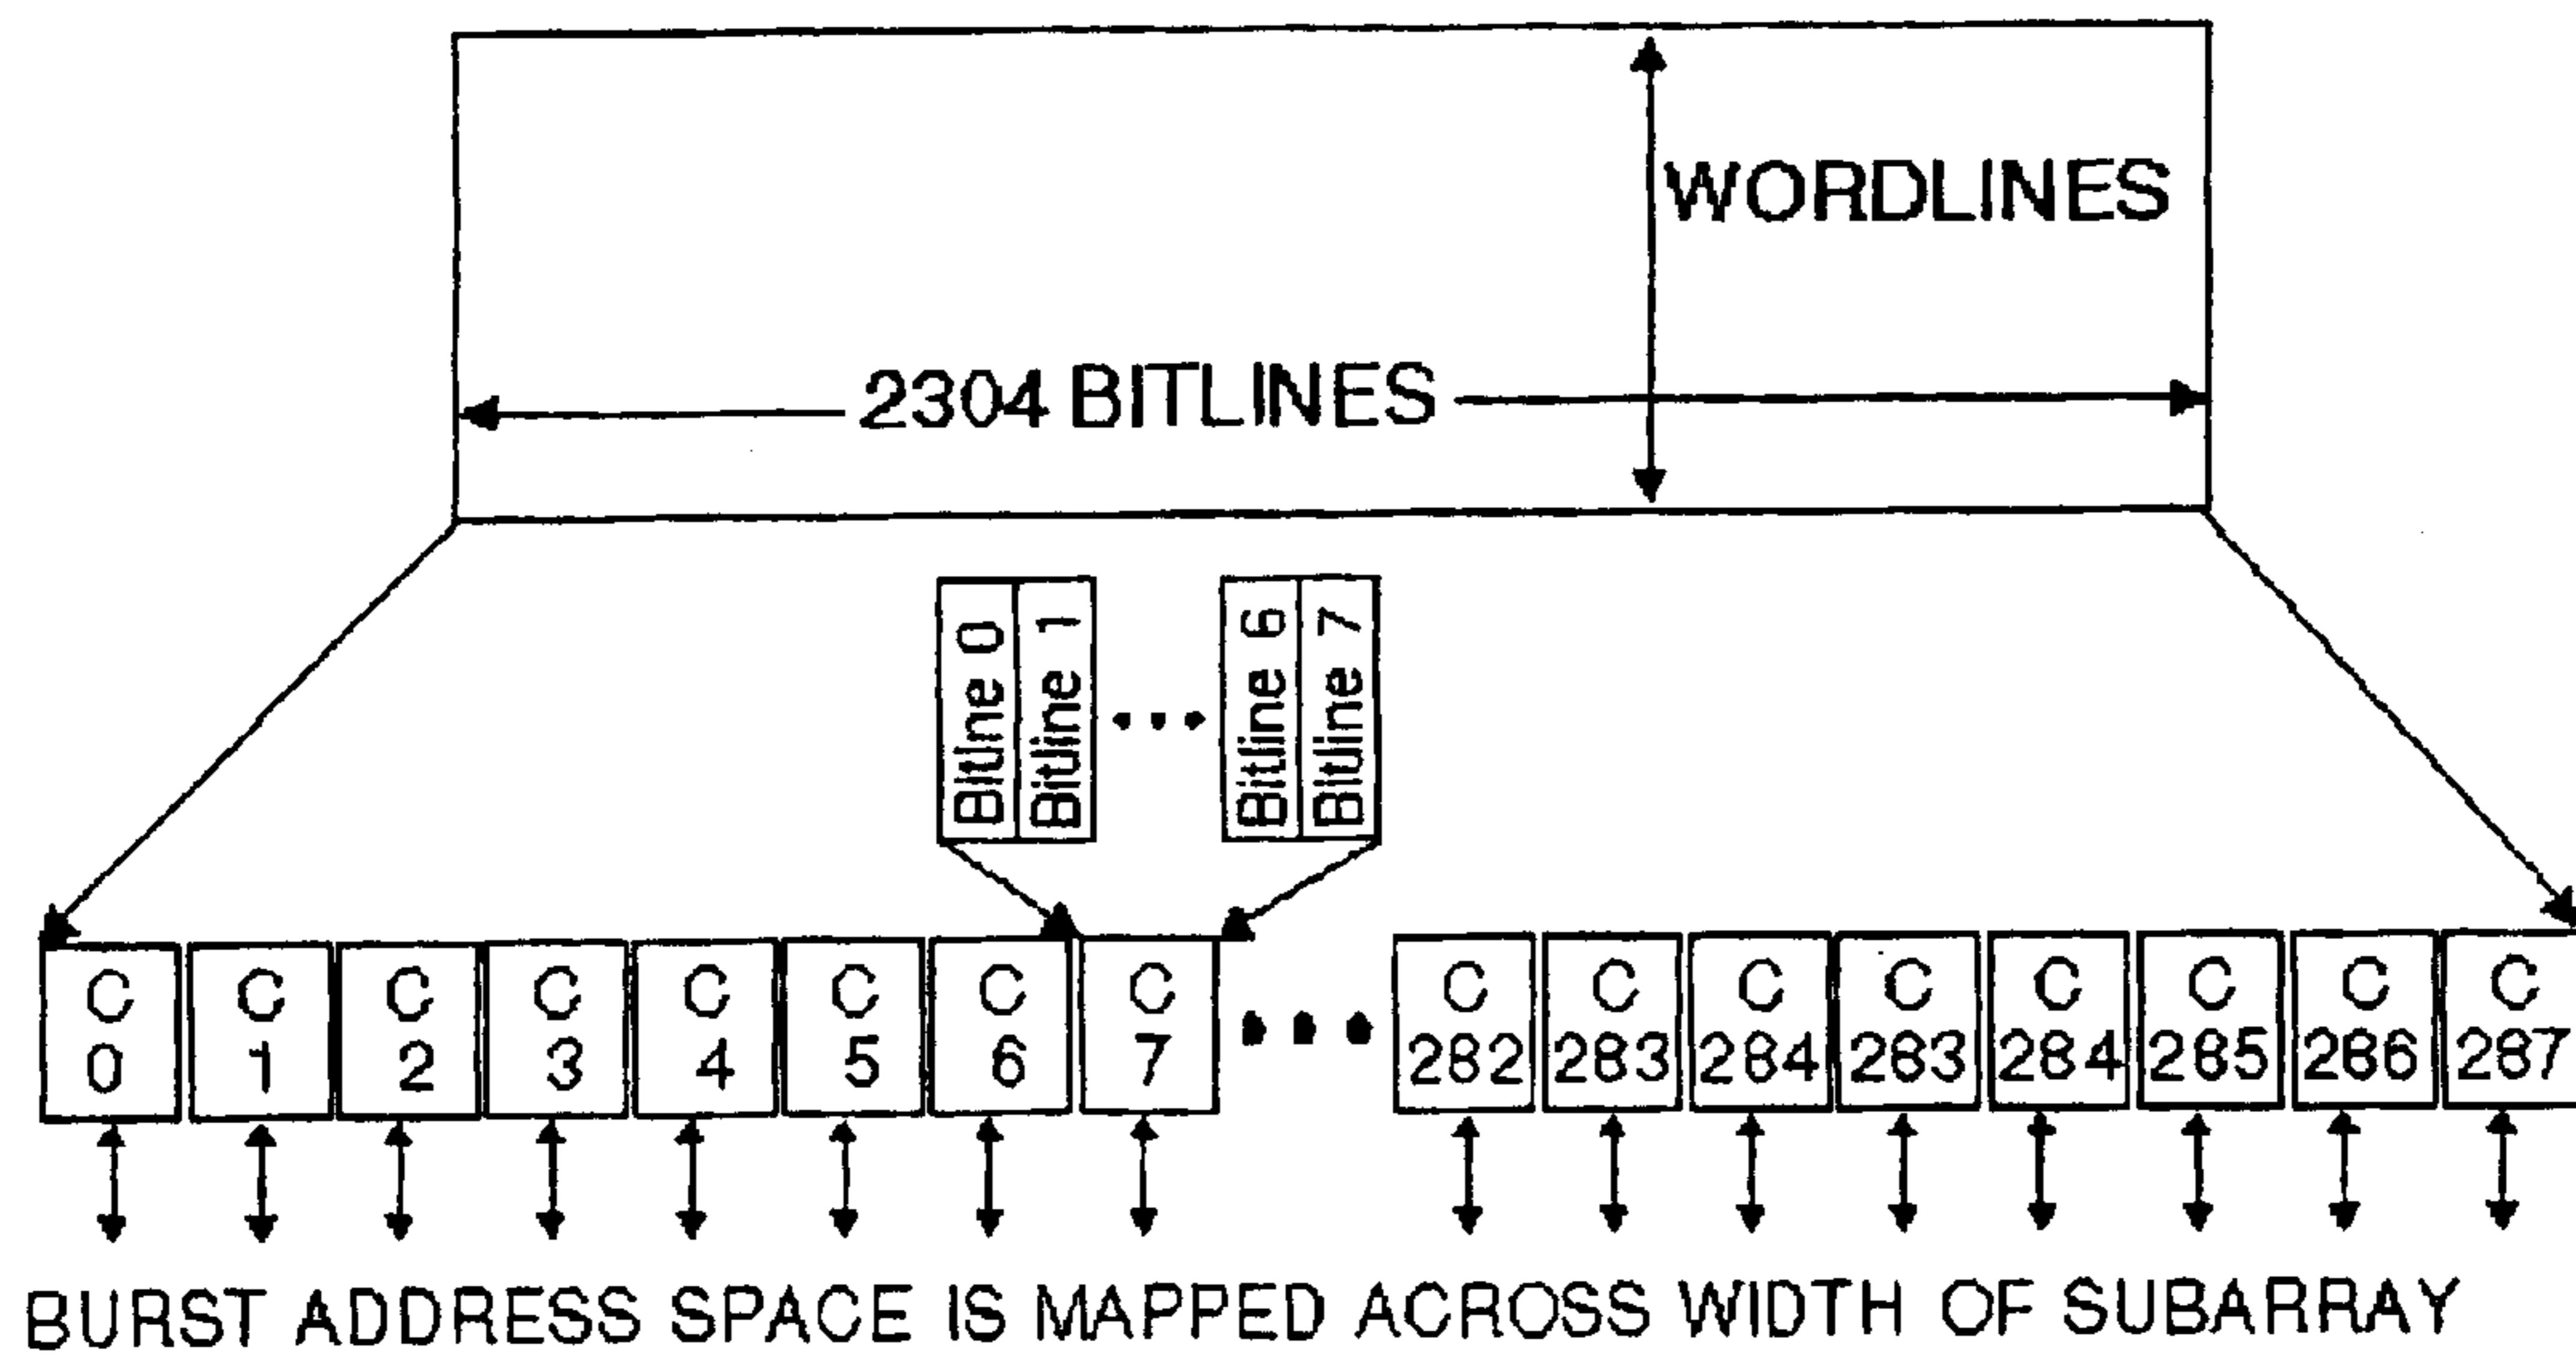 WORDLINES
2304 BITLINES
Bitline 0
Bitline 1
Bitline 6
Bitline 7
C C C C C C C C C C C C C C C C
0 1 2 3 4 5 6 7 282 283 284 283 284 285 286 287
BURST ADDRESS SPACE IS MAPPED ACROSS WIDTH OF SUBARRAY